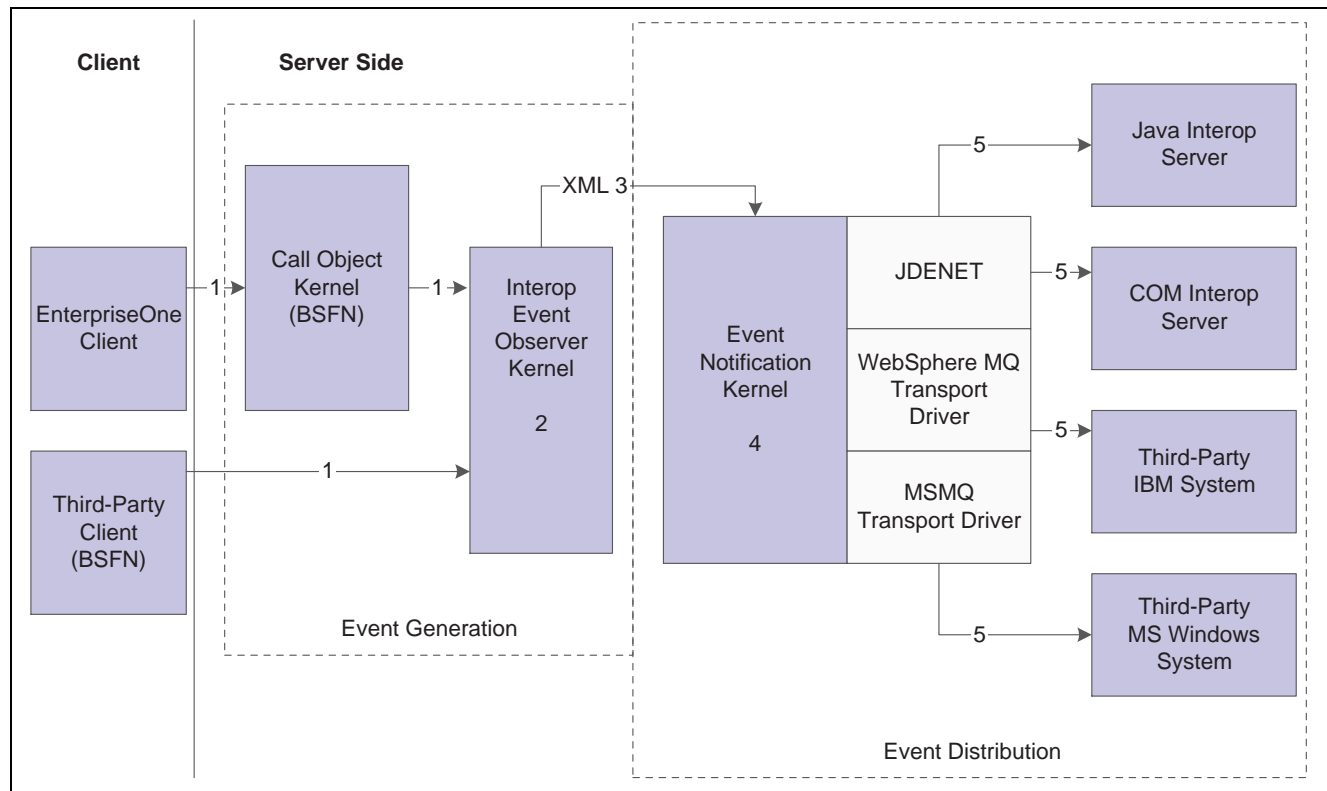 Client
Server Side
EnterpriseOne
Client
Third-Party
Client
(BSFN)
1
Call Object
Kernel
(BSFN)
1
1
Interop
Event
Observer
Kernel
2
Event Generation
XML 3
Event
Notification
Kernel
4
JDENET
WebSphere MQ
Transport
Driver
MSMQ
Transport Driver
5
5
5
5
Java Interop
Server
COM Interop
Server
Third-Party
IBM System
Third-Party
MS Windows
System
Event Distribution